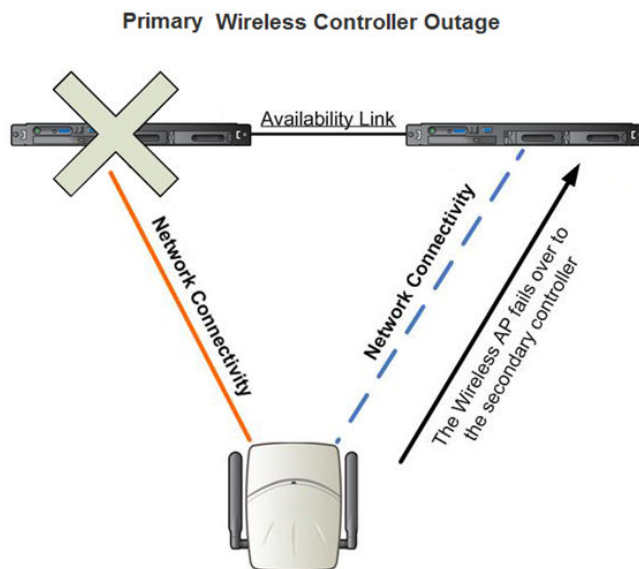 Primary Wireless Controller Outage
Availability Link
Network Connectivity
Network Connectivity
The Wireless AP fails over to
the secondary controller